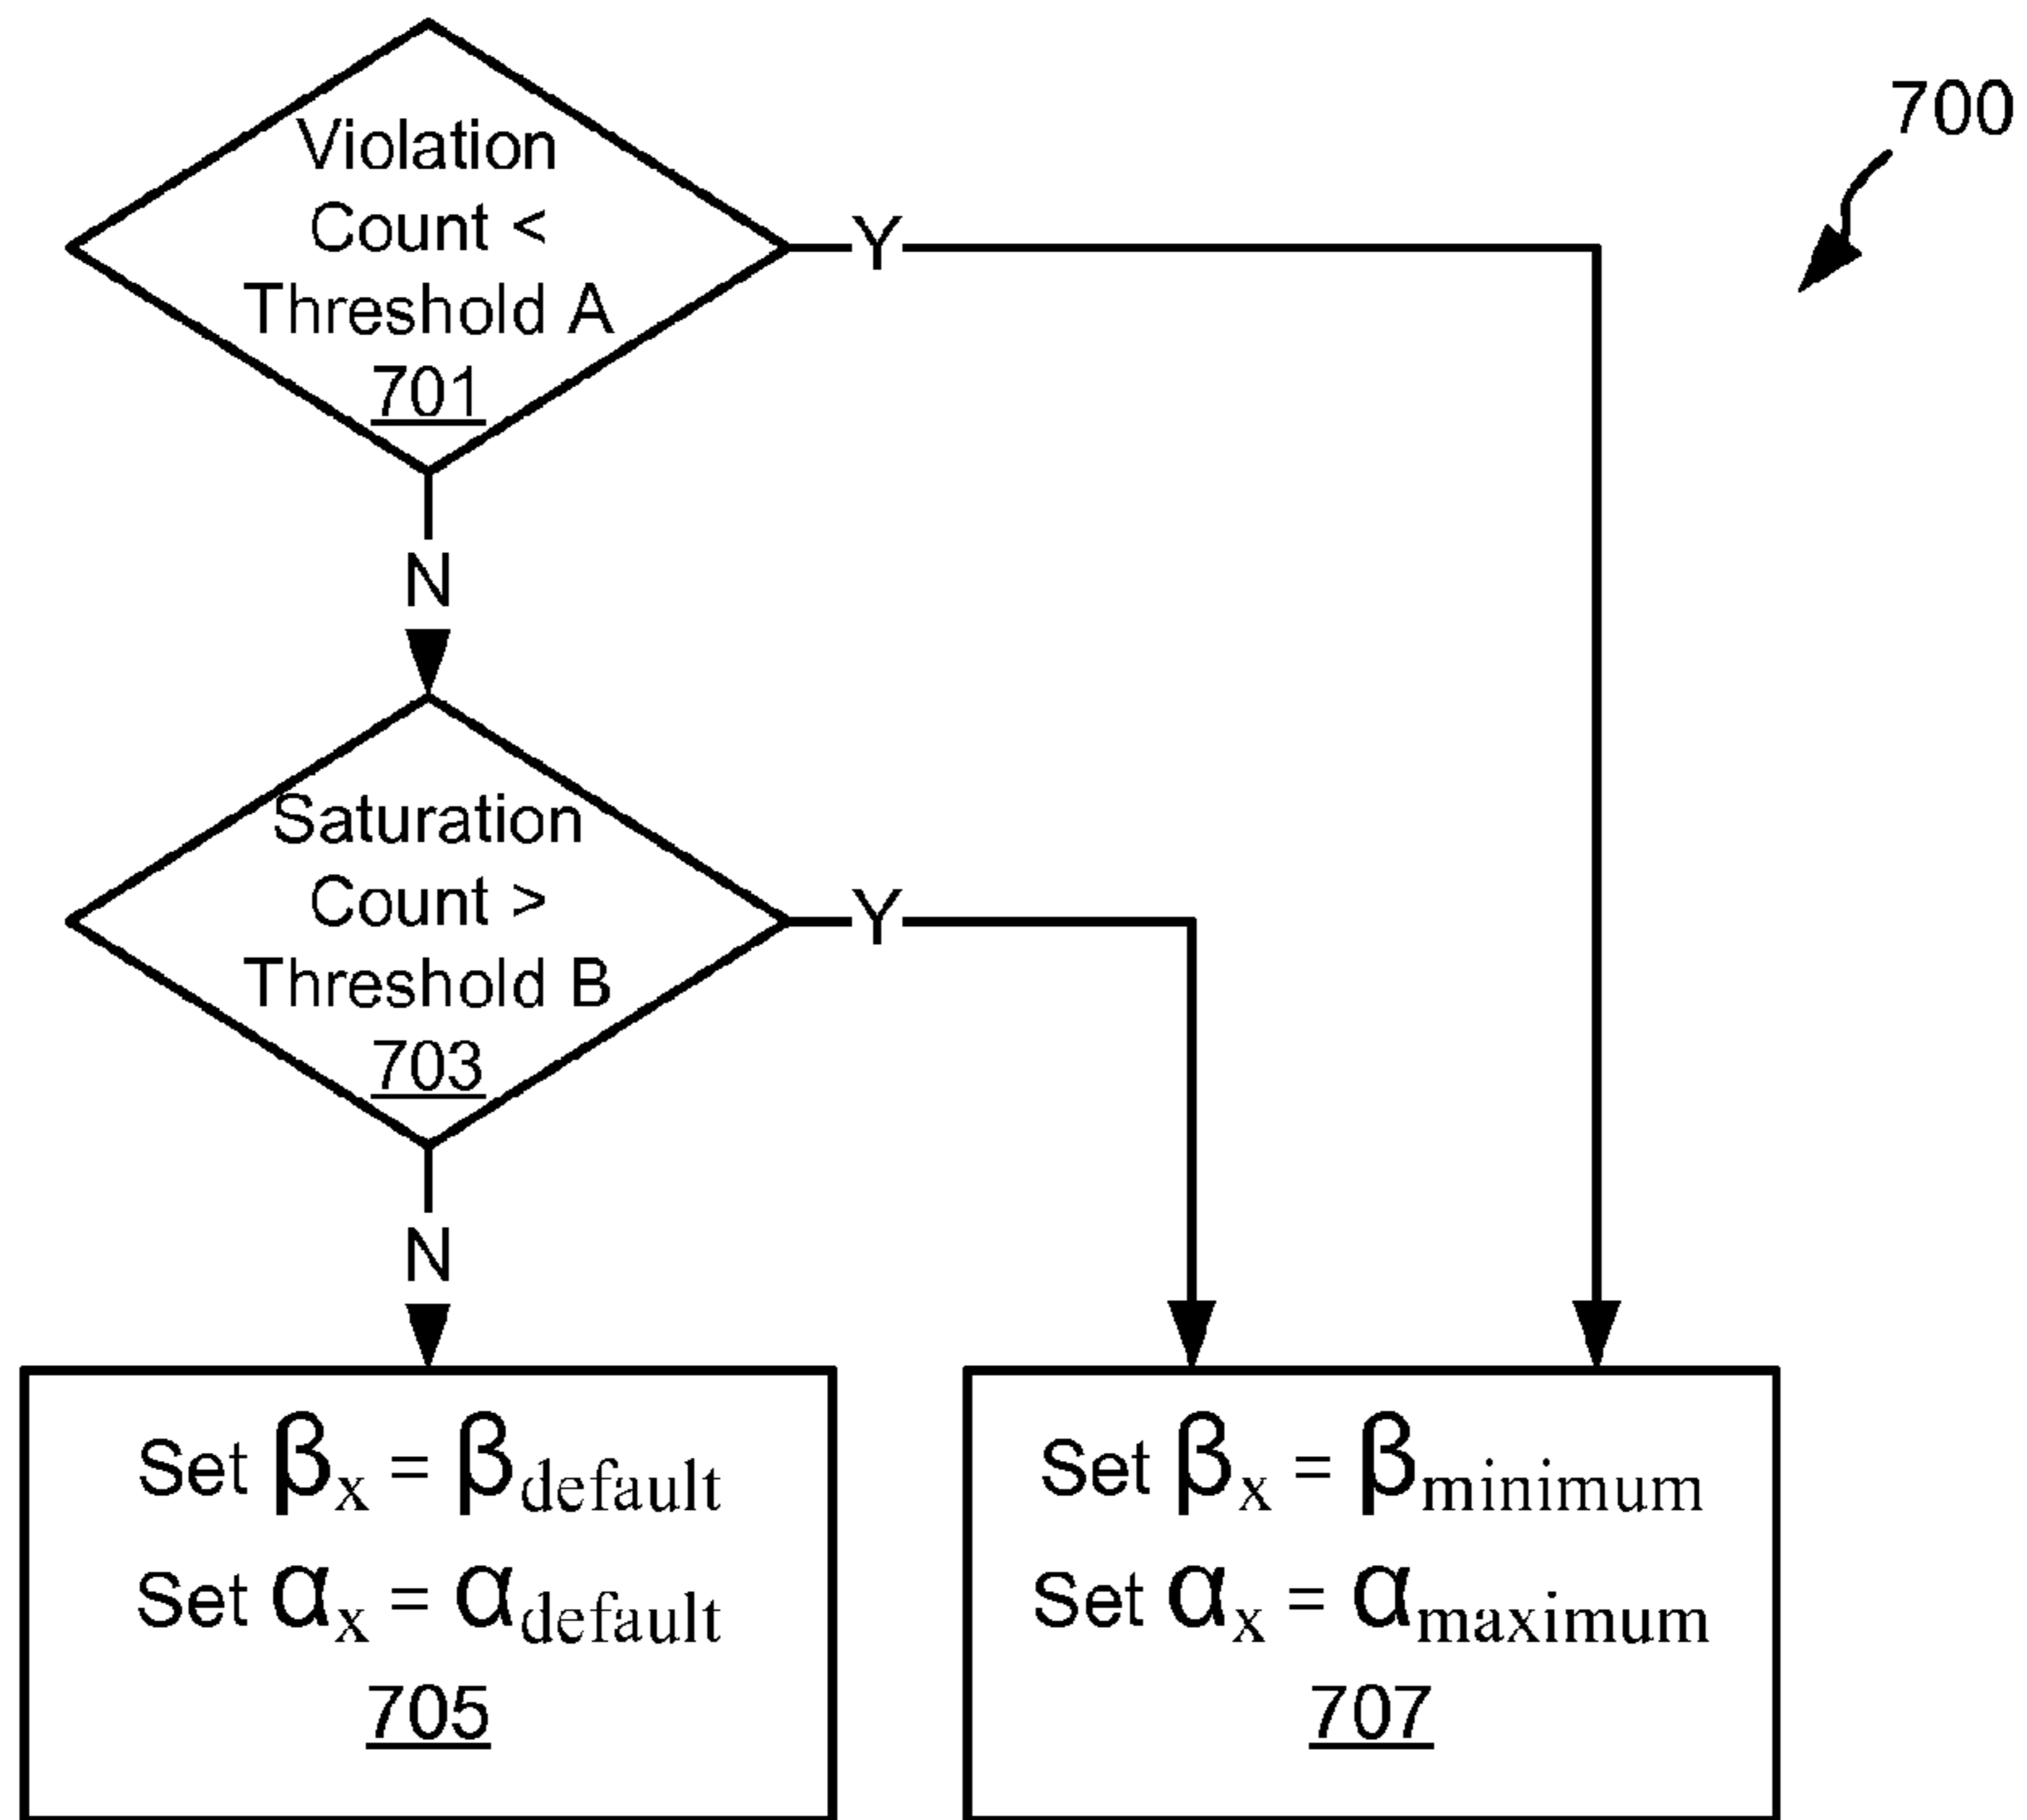 700
Violation
Count <
Threshold A
701
Y
N
Saturation
Count >
Threshold B
703
Y
N
Set βx = βdefault
Set αx = αdefault
705
Set βx = βminimum
Set αx = αmaximum
707